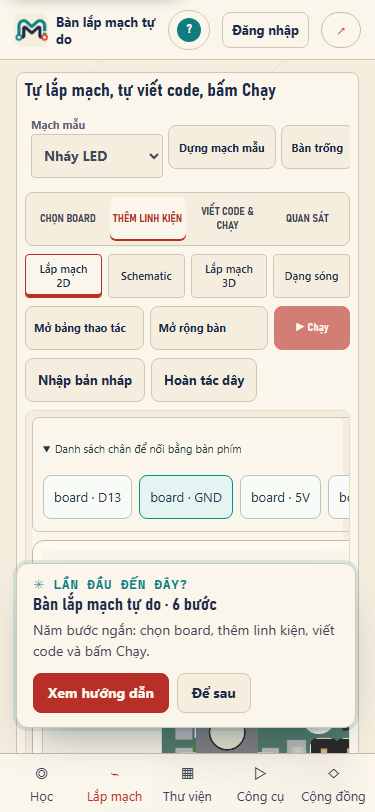 Bàn lắp mạch tự do
?
Đăng nhập
↗
Tự lắp mạch, tự viết code, bấm Chạy
Mạch mẫu
Nháy LED
Dựng mạch mẫu
Bàn trống
CHỌN BOARD
THÊM LINH KIỆN
VIẾT CODE & CHẠY
QUAN SÁT
Lắp mạch 2D
Schematic
Lắp mạch 3D
Dạng sóng
Mở bảng thao tác
Mở rộng bàn
▶ Chạy
Nhập bản nháp
Hoàn tác dây
▼ Danh sách chân để nối bằng bàn phím
board · D13
board · GND
board · 5V
✳ LẦN ĐẦU ĐẾN ĐÂY?
Bàn lắp mạch tự do · 6 bước
Năm bước ngắn: chọn board, thêm linh kiện, viết
code và bấm Chạy.
Xem hướng dẫn
Để sau
Học
Lắp mạch
Thư viện
Công cụ
Cộng đồng